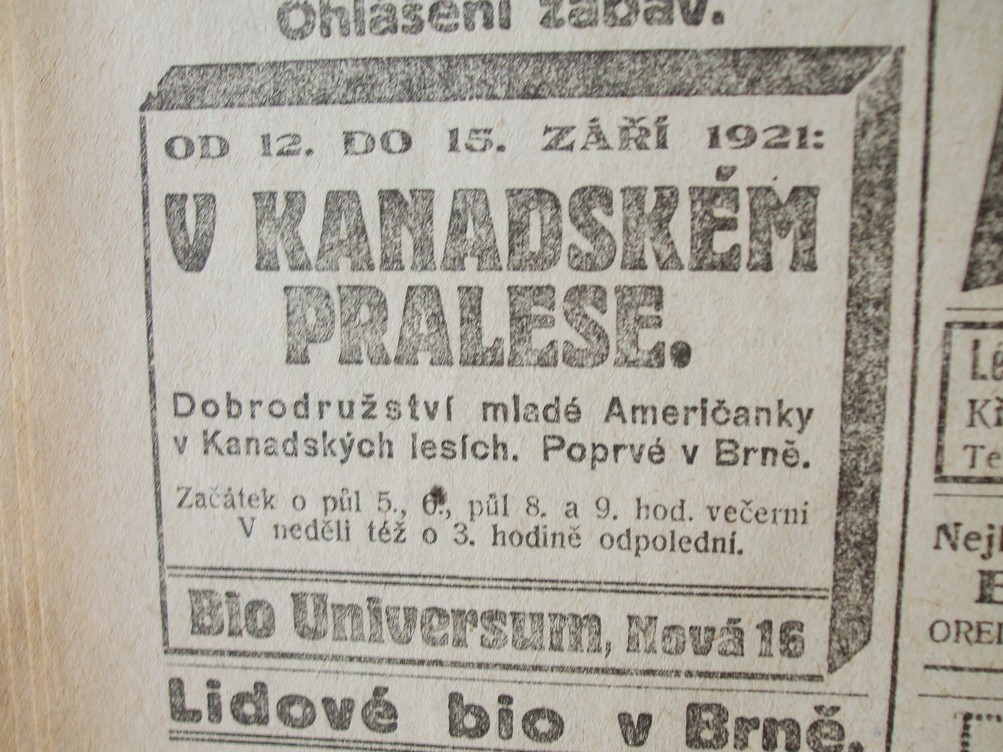 Ohlášení zábav.
OD 12. DO 15. ZÁŘÍ 1921:
V KANADSKÉM
PRALESE.
Dobrodružství mladé Američanky
v Kanadských lesích. Poprvé v Brně.
Začátek o půl 5., 6., půl 8. a 9. hod. večerní
V neděli též o 3. hodině odpolední.
Bio Universum, Nová 16
Lidové bio v Brně.